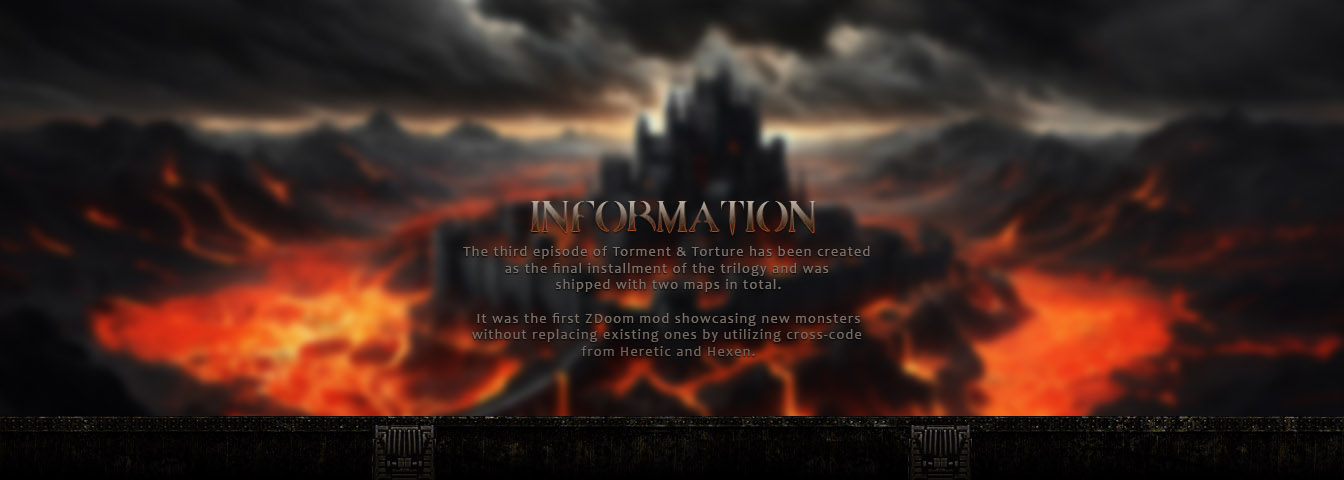 INFORMATION
The third episode of Torment & Torture has been created
as the final installment of the trilogy and was
shipped with two maps in total.
It was the first ZDoom mod showcasing new monsters
without replacing existing ones by utilizing cross-code
from Heretic and Hexen.